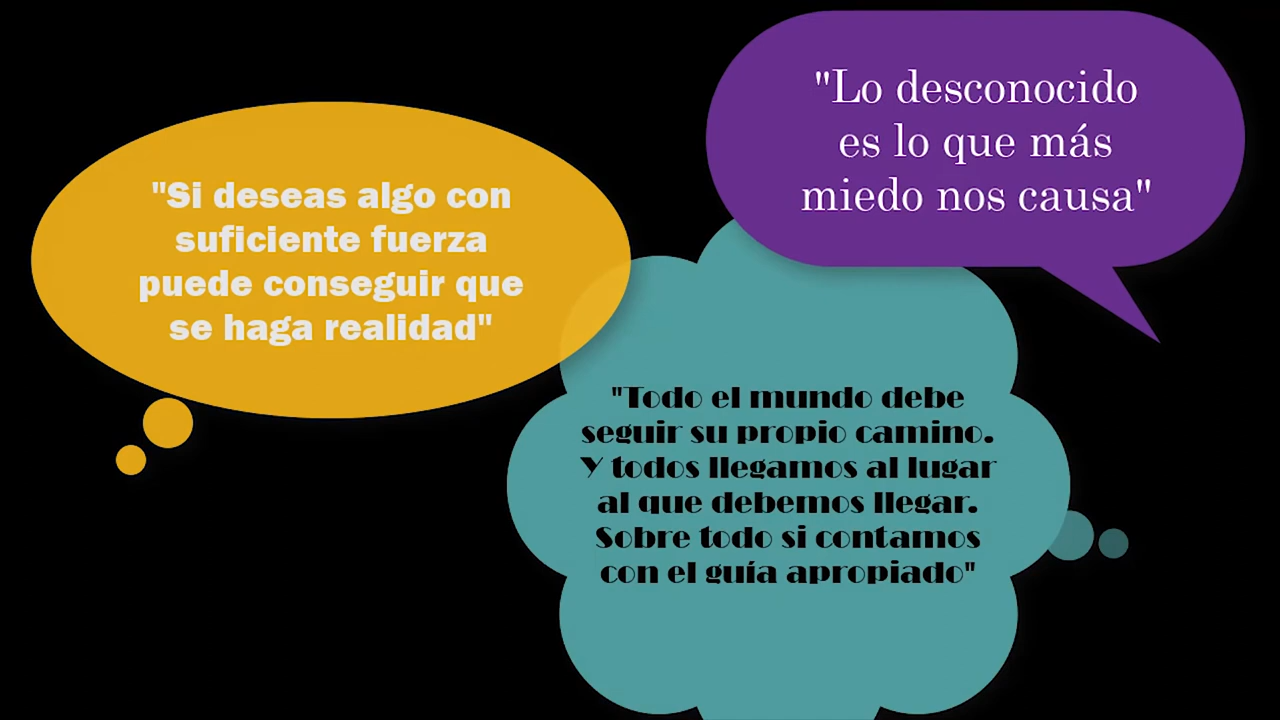 "Si deseas algo con
suficiente fuerza
puede conseguir que
se haga realidad"
"Lo desconocido
es lo que más
miedo nos causa"
"Todo el mundo debe
seguir su propio camino.
Y todos llegamos al lugar
al que debemos llegar.
Sobre todo si contamos
con el guía apropiado"